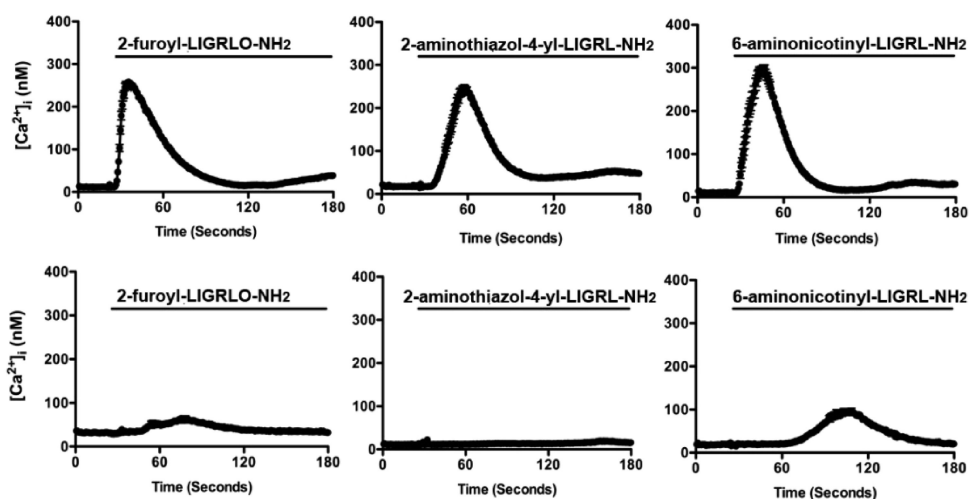 2-furoyl-LIGRLO-NH2
400
300
200
100
0
[Ca2+]i (nM)
0 60 120 180
Time (Seconds)
2-aminothiazol-4-yl-LIGRL-NH2
400
300
200
100
0
0 60 120 180
Time (Seconds)
6-aminonicotinyl-LIGRL-NH2
400
300
200
100
0
0 60 120 180
Time (Seconds)
2-furoyl-LIGRLO-NH2
400
300
200
100
0
[Ca2+]i (nM)
0 60 120 180
Time (Seconds)
2-aminothiazol-4-yl-LIGRL-NH2
400
300
200
100
0
0 60 120 180
Time (Seconds)
6-aminonicotinyl-LIGRL-NH2
400
300
200
100
0
0 60 120 180
Time (Seconds)